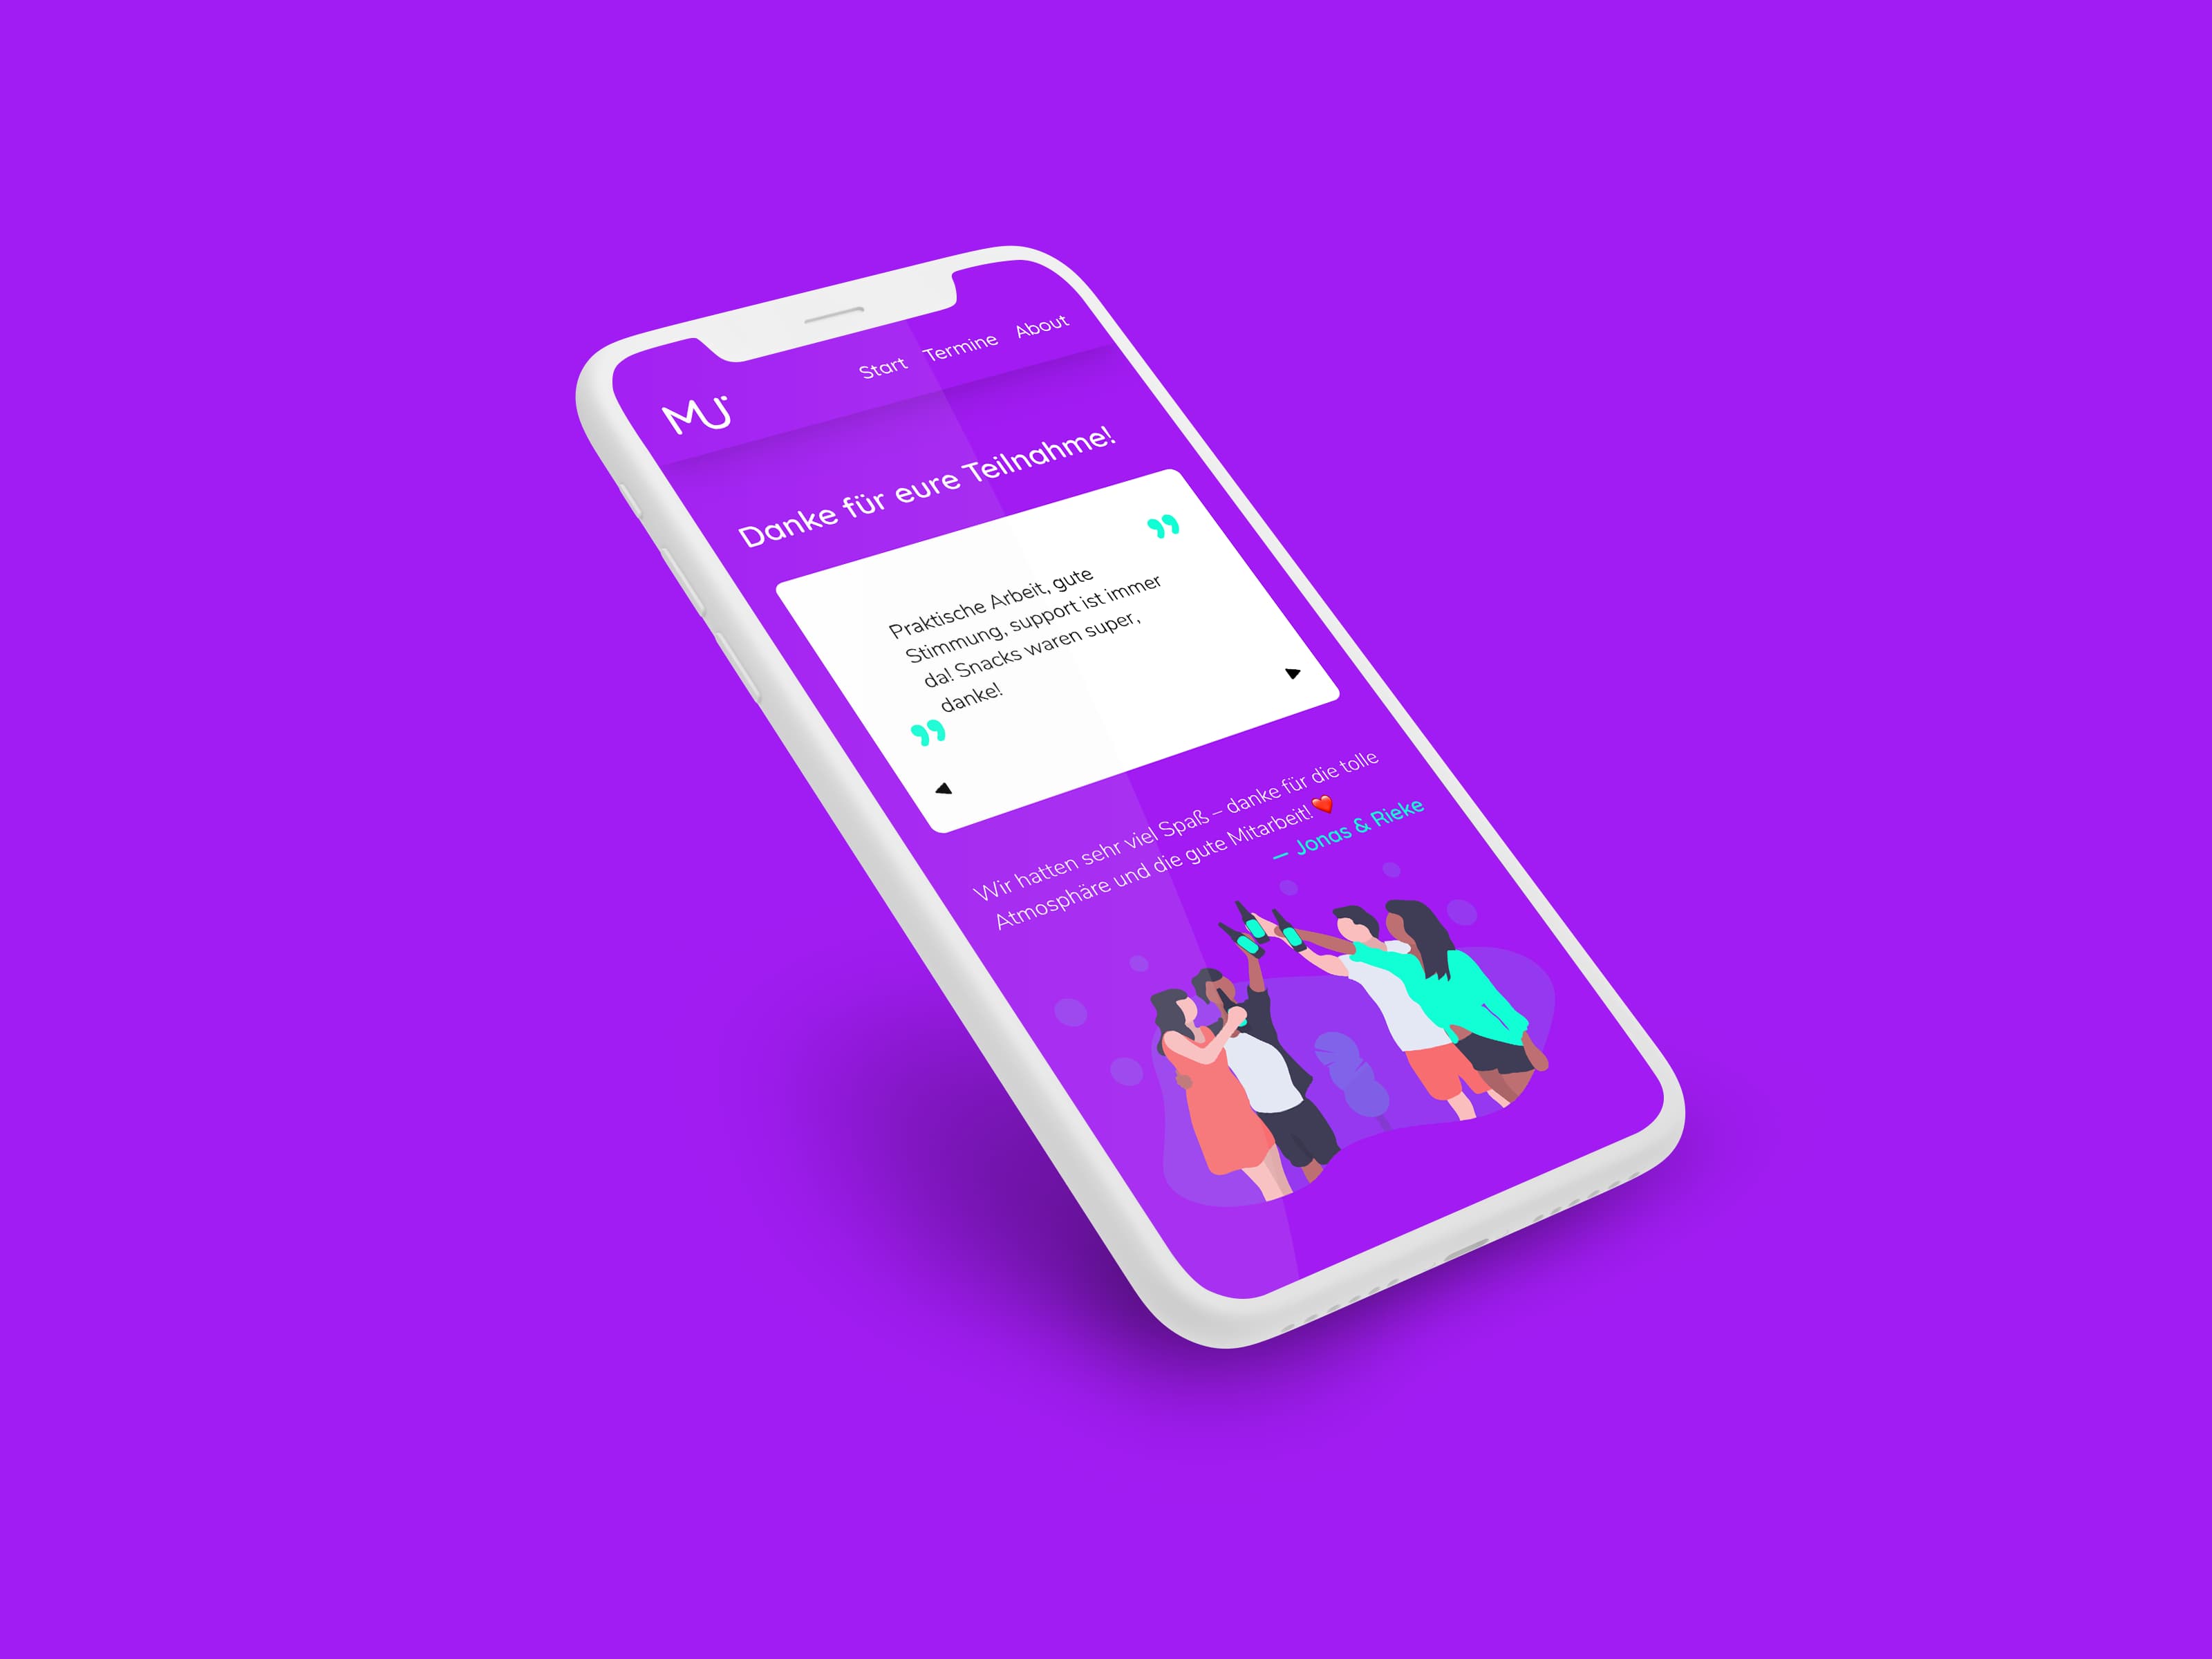 MU
Start Termine About
Danke für eure Teilnahme!
”
Praktische Arbeit, gute
Stimmung, support ist immer
da! Snacks waren super,
danke!
”
Wir hatten sehr viel Spaß – danke für die tolle
Atmosphäre und die gute Mitarbeit! ❤️
— Jonas & Rieke